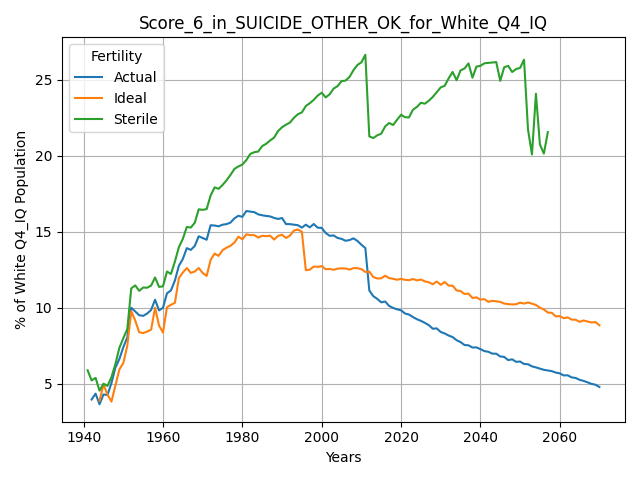 Score_6_in_SUICIDE_OTHER_OK_for_White_Q4_IQ
Fertility
Actual
Ideal
Sterile
% of White Q4_IQ Population
25
20
15
10
5
1940 1960 1980 2000 2020 2040 2060
Years